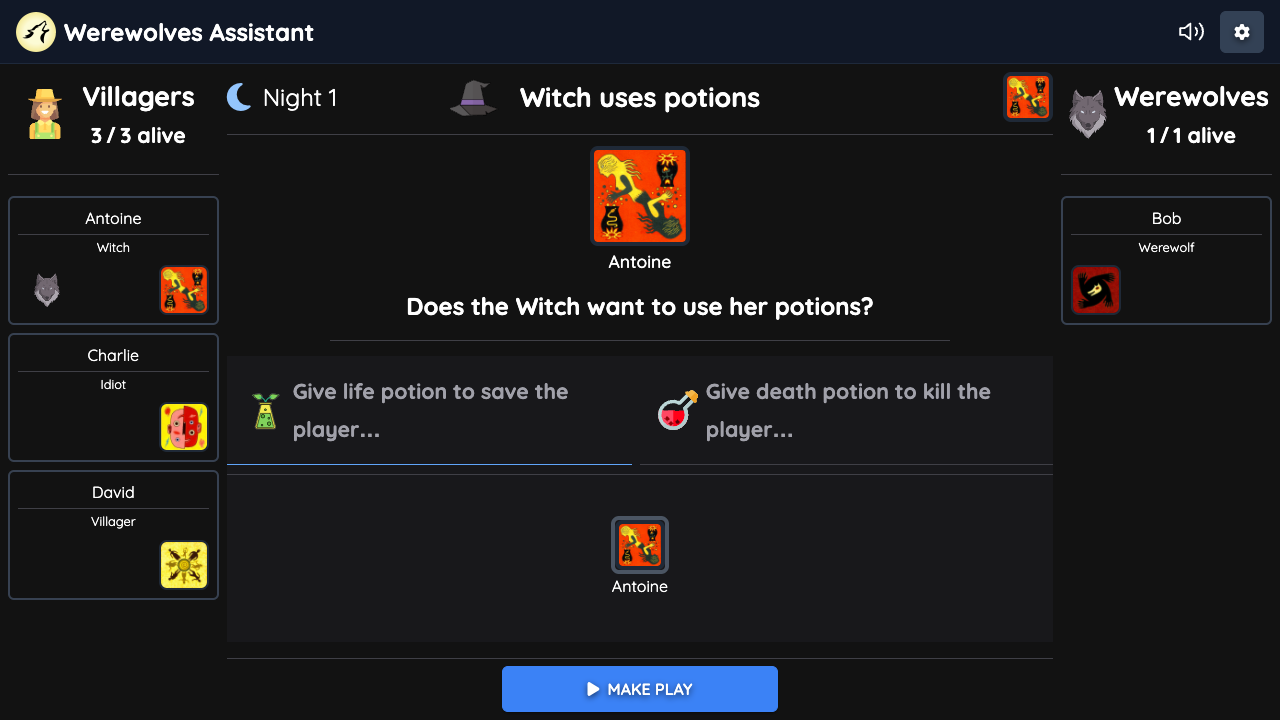 Werewolves Assistant
Villagers
3 / 3 alive
Night 1
Witch uses potions
Werewolves
1 / 1 alive
Antoine
Witch
Charlie
Idiot
David
Villager
Antoine
Does the Witch want to use her potions?
Give life potion to save the
player...
Give death potion to kill the
player...
Antoine
MAKE PLAY
Bob
Werewolf